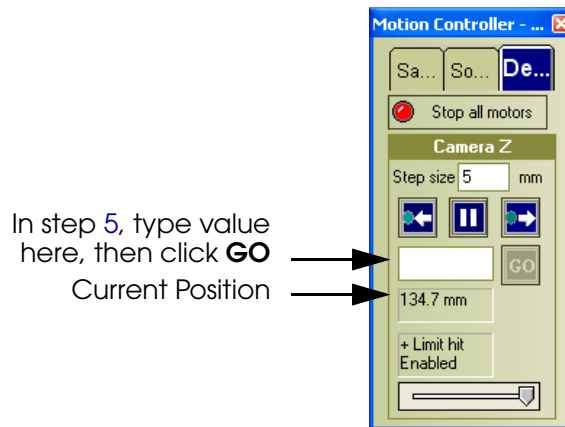 Motion Controller - ...
Sa... So... De...
Stop all motors
Camera Z
Step size 5 mm
In step 5, type value
here, then click GO
GO
Current Position
134.7 mm
+ Limit hit
Enabled